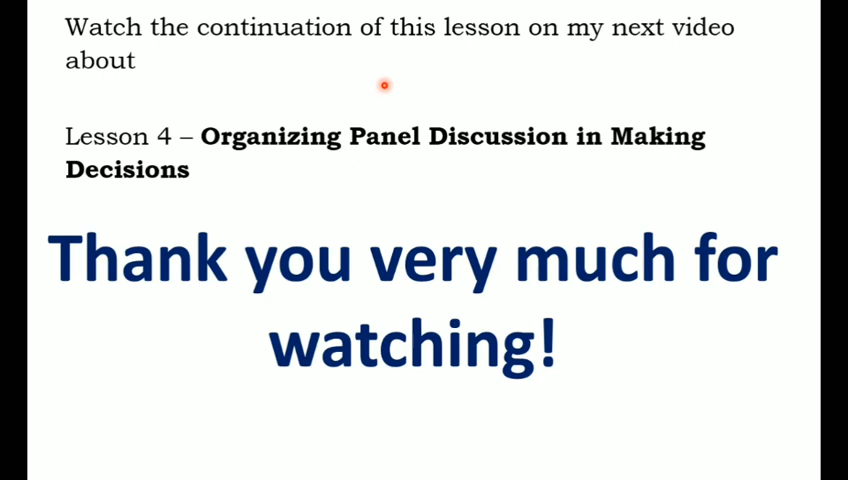 Watch the continuation of this lesson on my next video
about
Lesson 4 – Organizing Panel Discussion in Making
Decisions
Thank you very much for
watching!